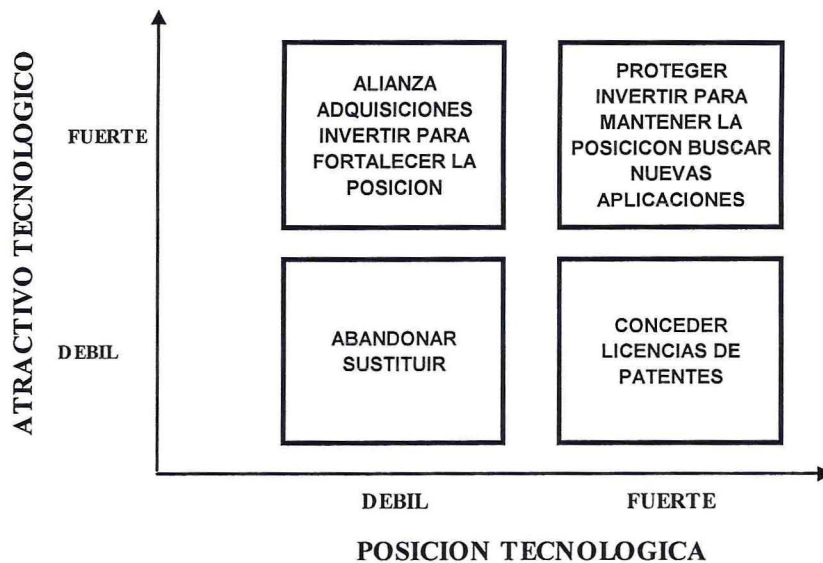 ATRACTIVO TECNOLOGICO
FUERTE
ALIANZA
ADQUISICIONES
INVERTIR PARA
FORTALECER LA
POSICION
PROTEGER
INVERTIR PARA
MANTENER LA
POSICICON BUSCAR
NUEVAS
APLICACIONES
DEBIL
ABANDONAR
SUSTITUIR
CONCEDER
LICENCIAS DE
PATENTES
DEBIL
FUERTE
POSICION TECNOLOGICA